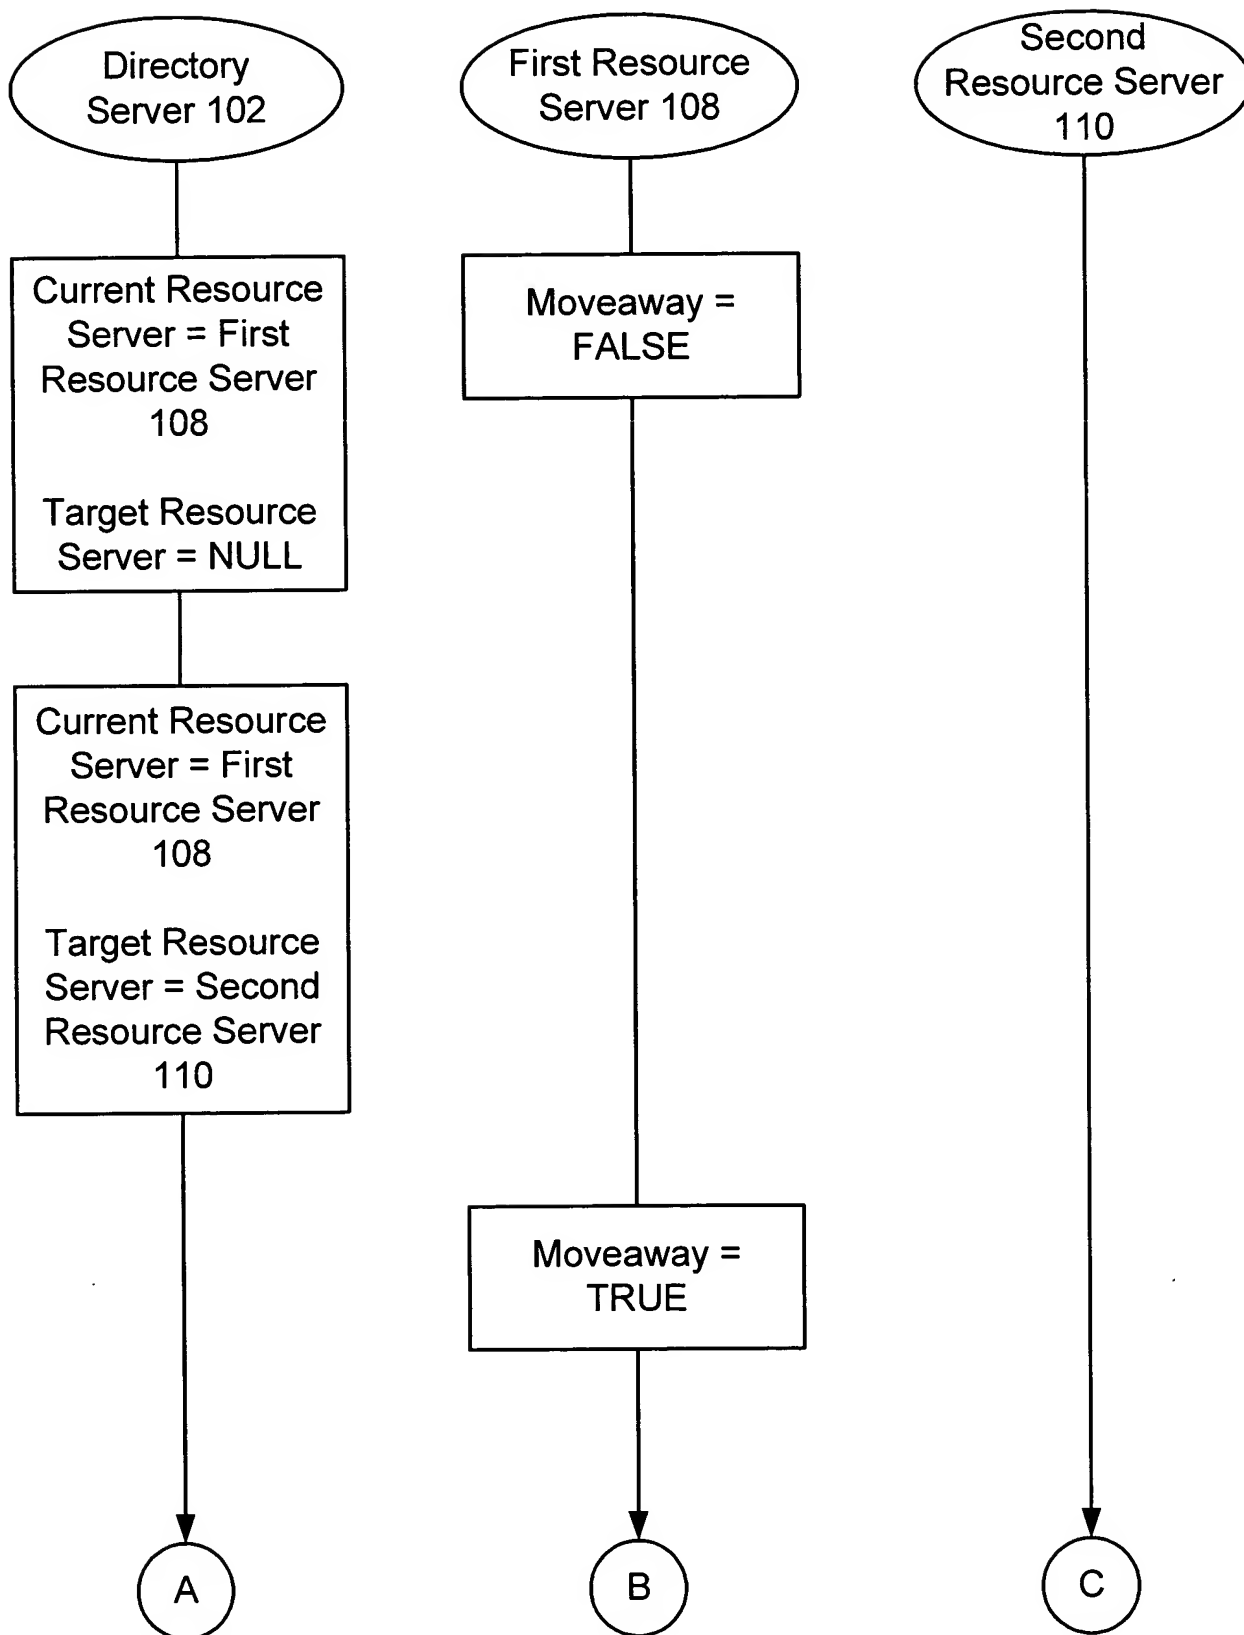 Directory
Server 102
First Resource
Server 108
Second
Resource Server
110
Current Resource
Server = First
Resource Server
108
Target Resource
Server = NULL
Moveaway =
FALSE
Current Resource
Server = First
Resource Server
108
Target Resource
Server = Second
Resource Server
110
Moveaway =
TRUE
A
B
C